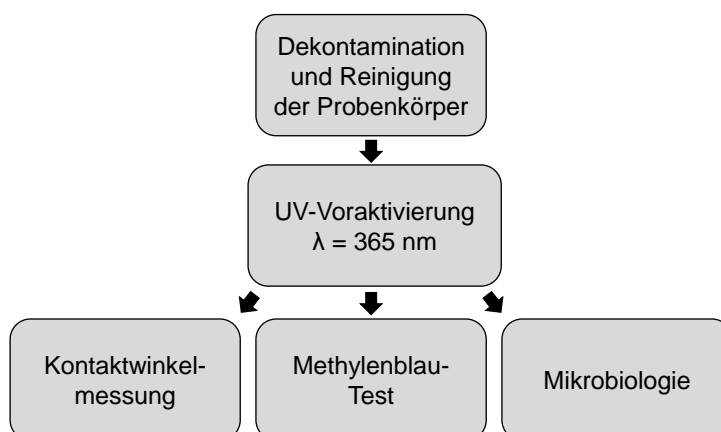 Dekontamination
und Reinigung
der Probenkörper
UV-Voraktivierung
λ = 365 nm
Kontaktwinkel-
messung
Methylenblau-
Test
Mikrobiologie